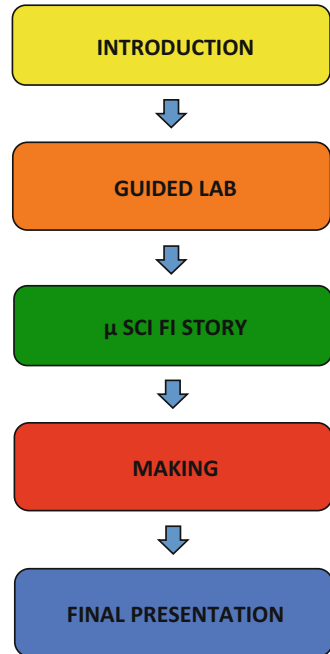 INTRODUCTION
GUIDED LAB
µ SCI FI STORY
MAKING
FINAL PRESENTATION